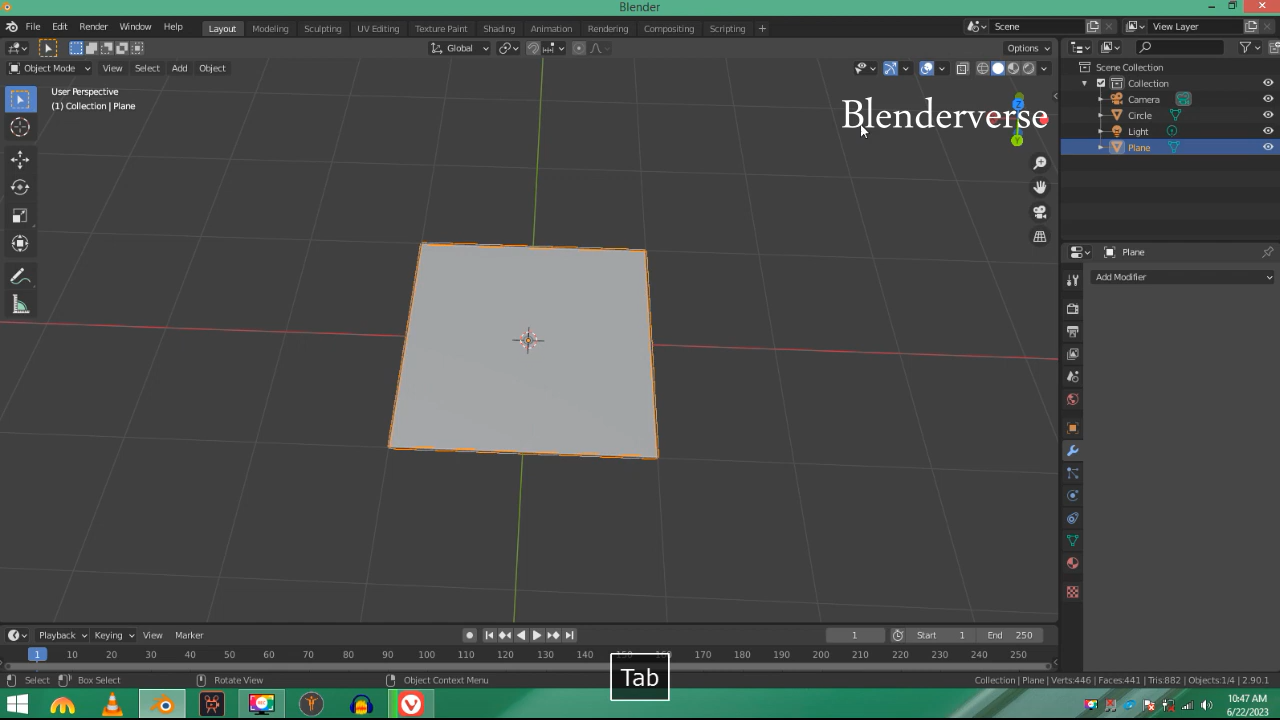 Blender
File Edit Render Window Help
Layout Modeling Sculpting UV Editing Texture Paint Shading Animation Rendering Compositing Scripting +
Scene
View Layer
Global
Options
Object Mode View Select Add Object
User Perspective
(1) Collection | Plane
Blenderverse
Z
Y
Scene Collection
Collection
Camera
Circle
Light
Plane
Plane
Add Modifier
Playback Keying View Marker
1
Start 1
End 250
1 10 20 30 40 50 60 70 80 90 100 110 120 130 140 150 160 170 180 190 200 210 220 230 240 250
Tab
Select Box Select Rotate View Object Context Menu
Collection | Plane | Verts:446 | Faces:441 | Tris:882 | Objects:1/4 | 2.90.1
REC
10:47 AM
6/22/2023